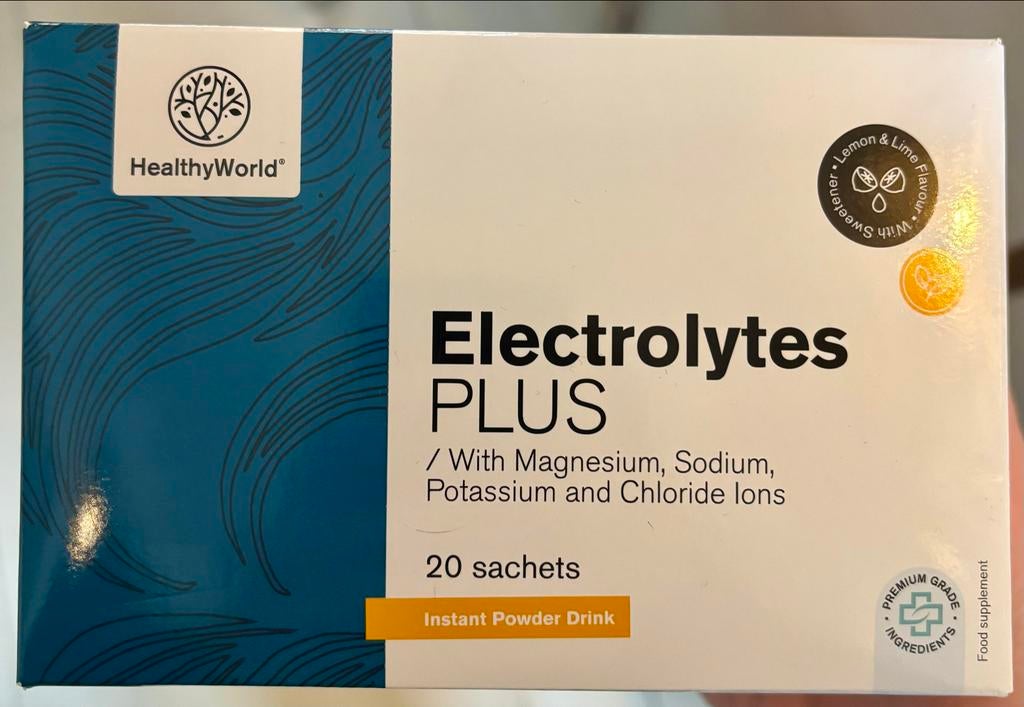 HealthyWorld®
Lemon & Lime Flavour • With Sweetener •
Electrolytes
PLUS
/ With Magnesium, Sodium,
Potassium and Chloride Ions
20 sachets
Instant Powder Drink
• PREMIUM GRADE •
INGREDIENTS
Food supplement